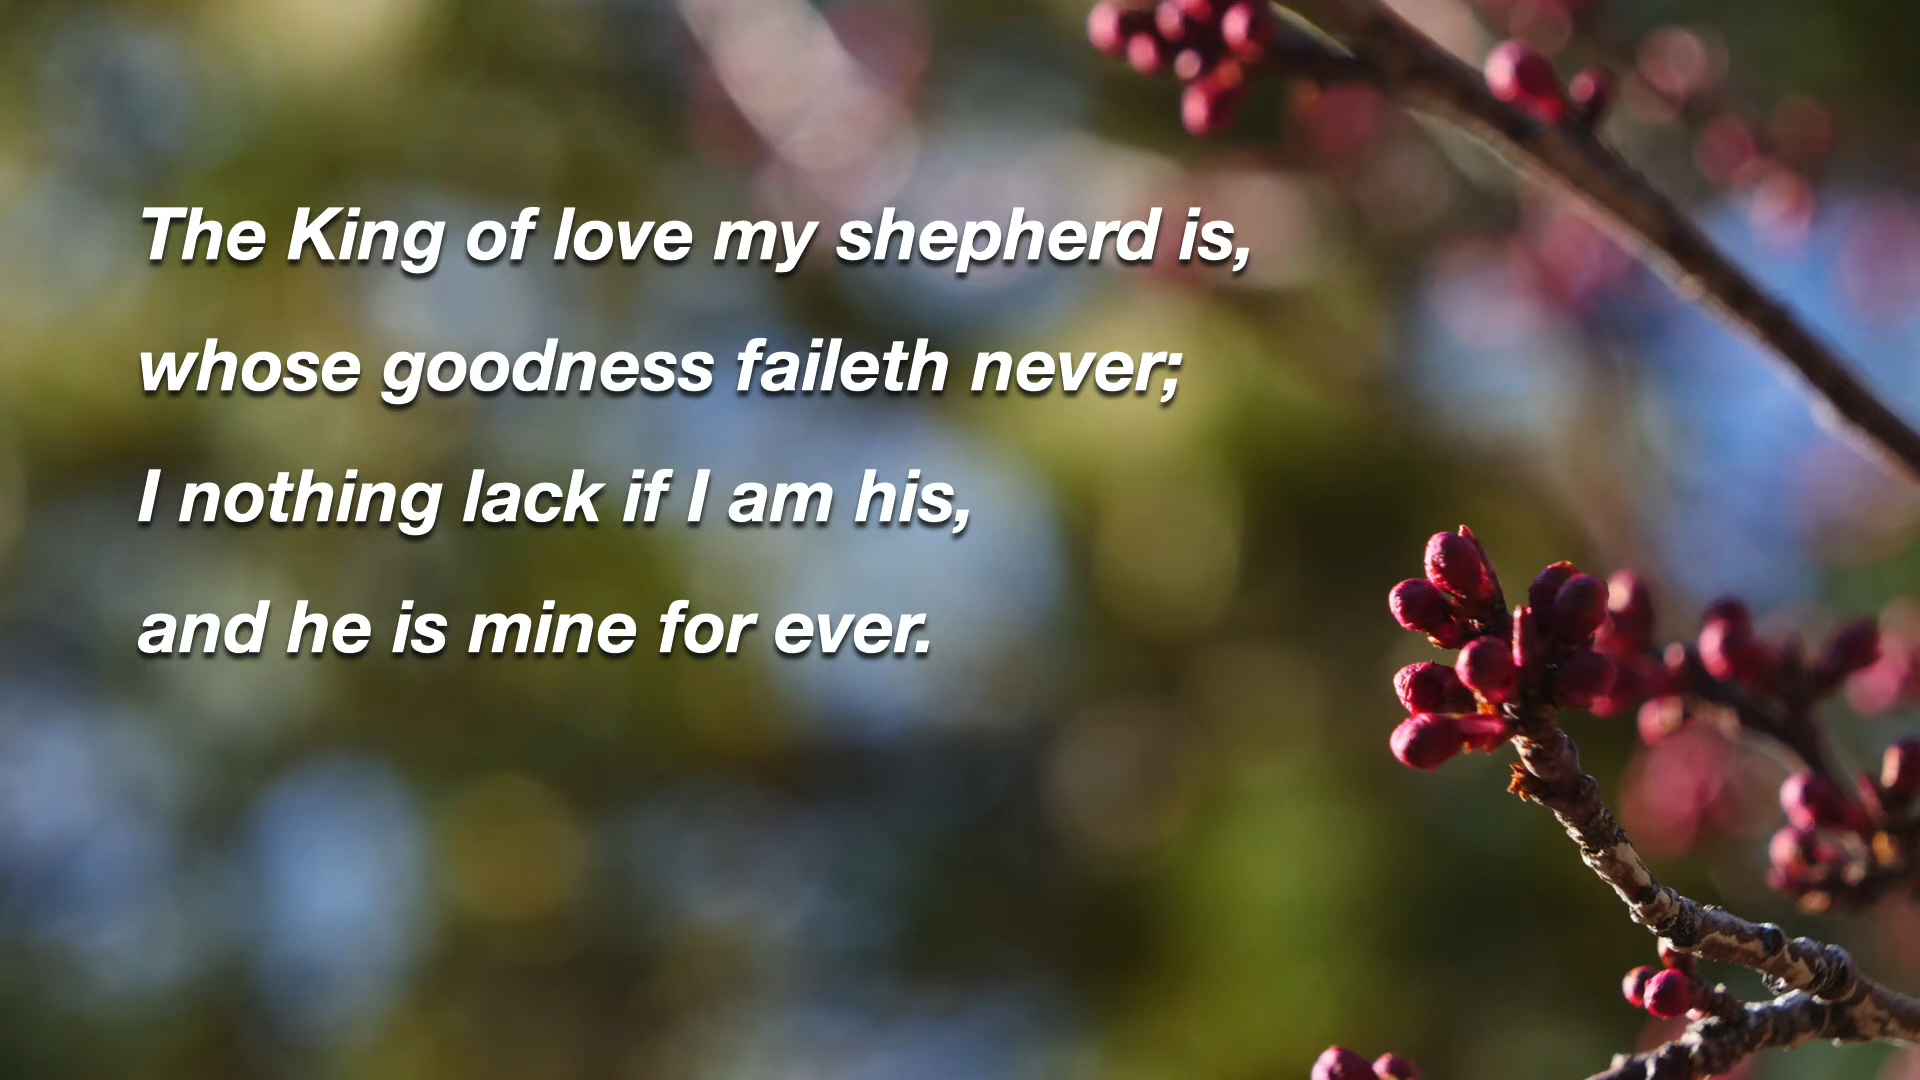 The King of love my shepherd is,
whose goodness faileth never;
I nothing lack if I am his,
and he is mine for ever.